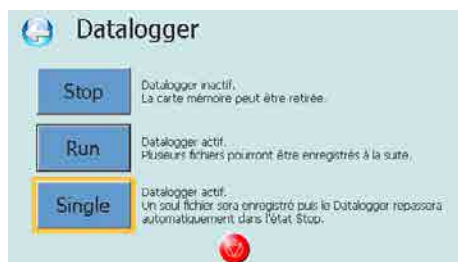 Datalogger
Stop
Datalogger inactif.
La carte mémoire peut être retirée.
Run
Datalogger actif.
Plusieurs fichiers pourront être enregistrés à la suite.
Single
Datalogger actif.
Un seul fichier sera enregistré puis le Datalogger repassera
automatiquement dans l'état Stop.